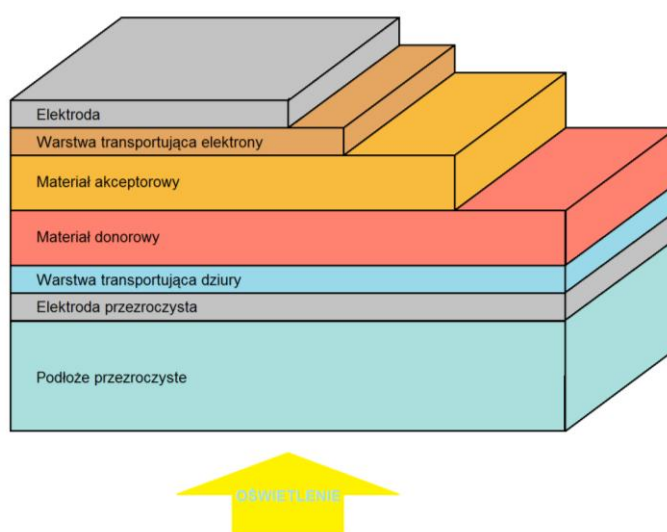 Elektroda
Warstwa transportująca elektrony
Materiał akceptorowy
Materiał donorowy
Warstwa transportująca dziury
Elektroda przezroczysta
Podłoże przezroczyste
OŚWIETLENIE